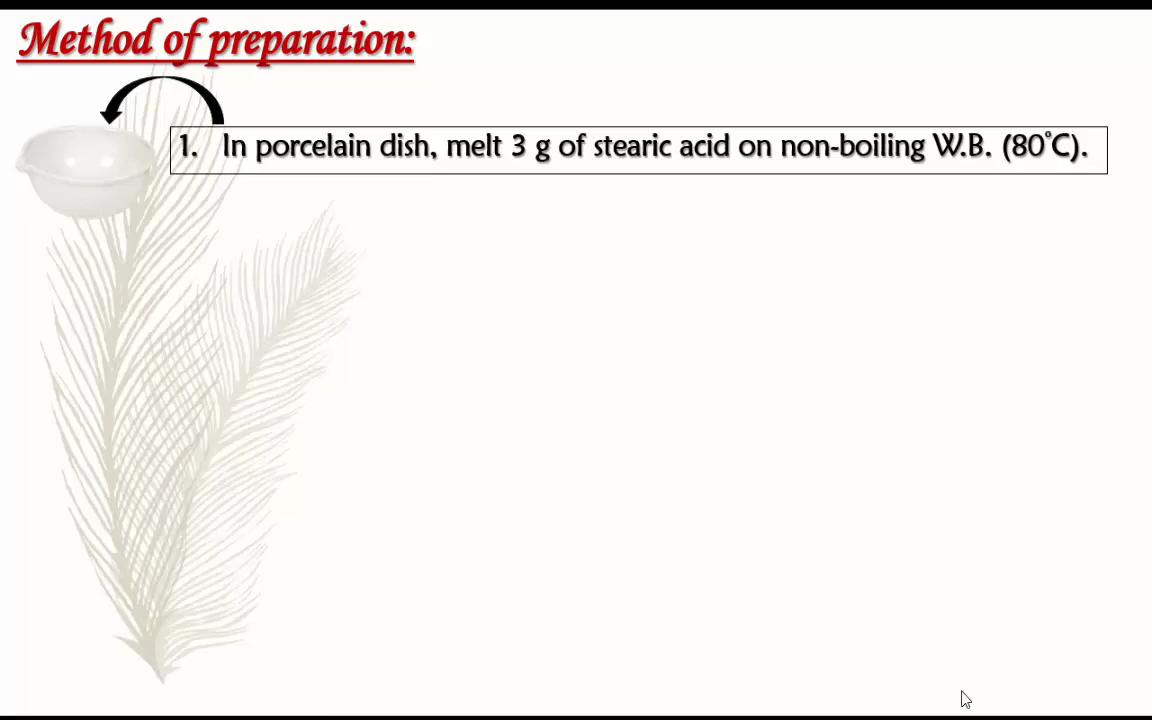 Method of preparation:
1. In porcelain dish, melt 3 g of stearic acid on non-boiling W.B. (80°C).